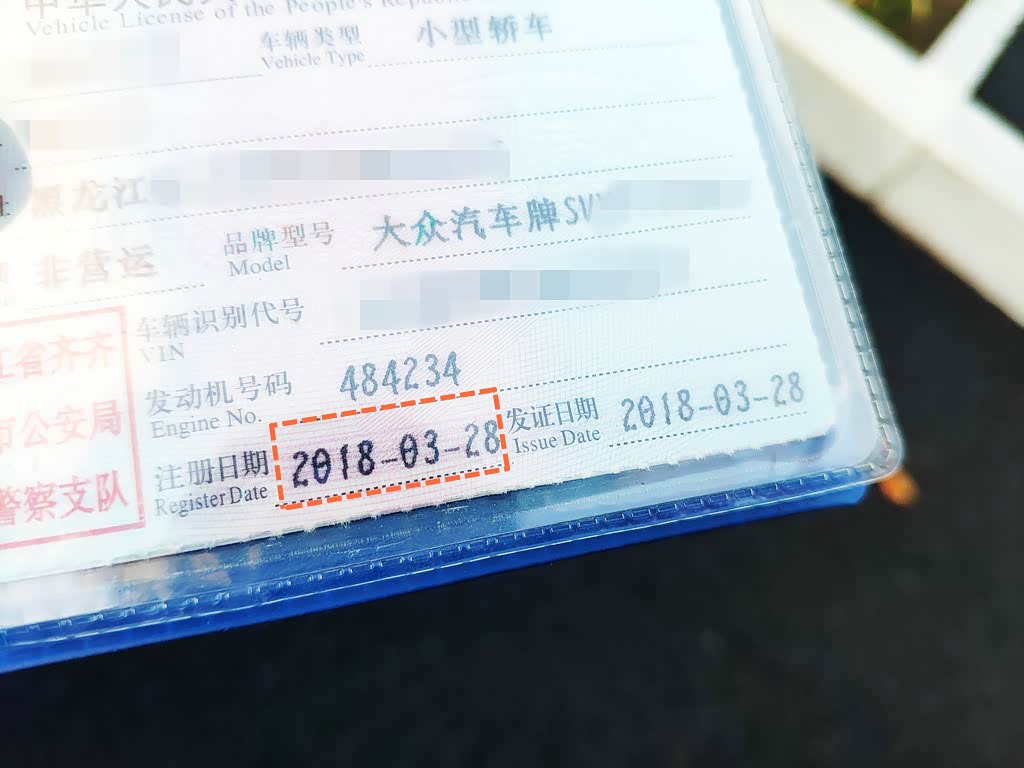 Vehicle License of the People's Republic
车辆类型 小型轿车
Vehicle Type
黑龙江
品牌型号 大众汽车牌SV
非营运 Model
车辆识别代号
VIN
江省齐齐
发动机号码 484234
Engine No.
市公安局
注册日期 2018-03-28 发证日期 2018-03-28
Register Date Issue Date
警察支队